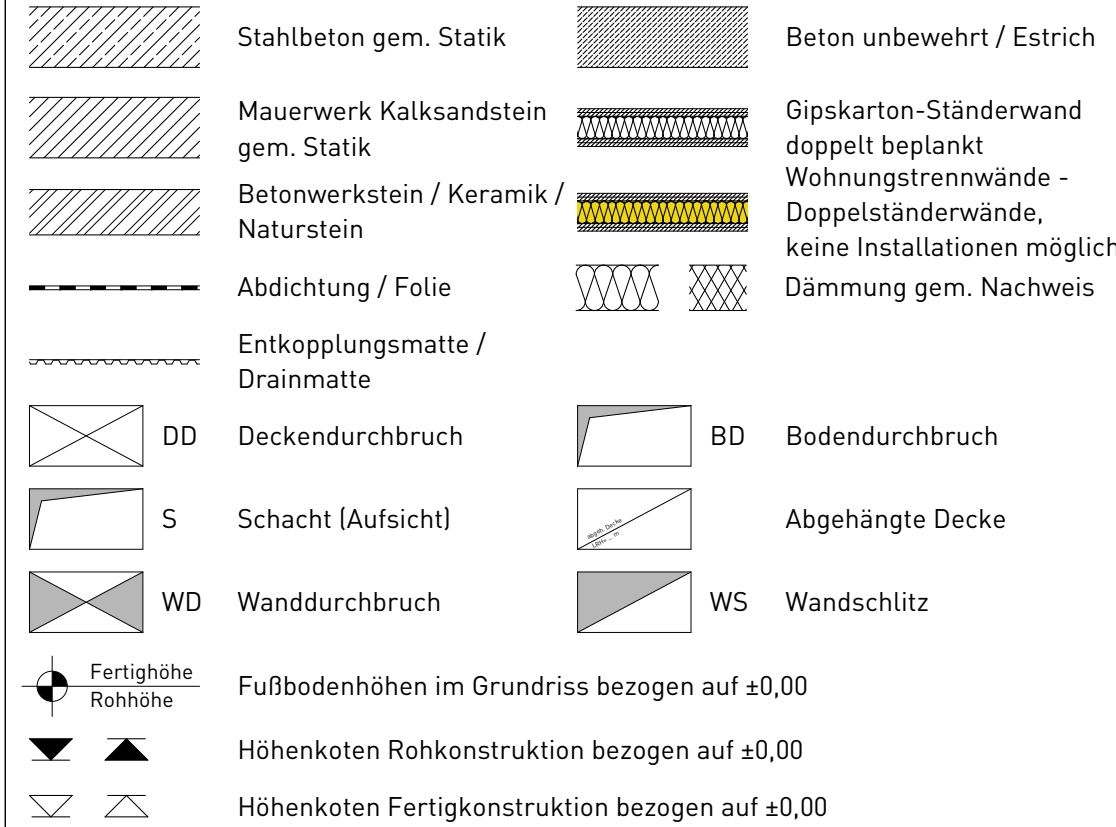 Stahlbeton gem. Statik
Beton unbewehrt / Estrich
Mauerwerk Kalksandstein
gem. Statik
Gipskarton-Ständerwand
doppelt beplankt
Betonwerkstein / Keramik /
Naturstein
Wohnungstrennwände -
Doppelständerwände,
keine Installationen möglich
Abdichtung / Folie
Dämmung gem. Nachweis
Entkopplungsmatte /
Drainmatte
DD Deckendurchbruch
BD Bodendurchbruch
S Schacht (Aufsicht)
abgeh. Decke
LRH= ... m
Abgehängte Decke
WD Wanddurchbruch
WS Wandschlitz
Fertighöhe
Rohhöhe
Fußbodenhöhen im Grundriss bezogen auf ±0,00
Höhenkoten Rohkonstruktion bezogen auf ±0,00
Höhenkoten Fertigkonstruktion bezogen auf ±0,00